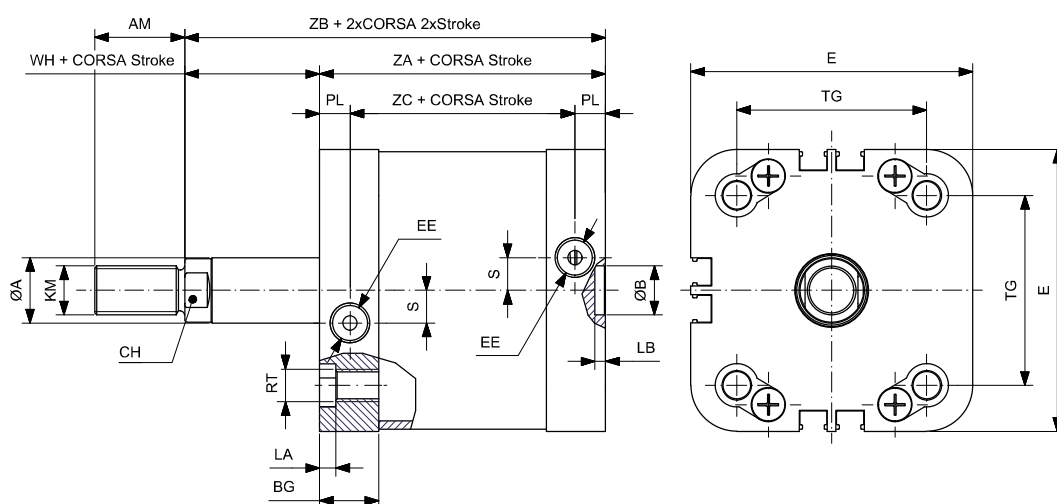 AM
ZB + 2xCORSA 2xStroke
WH + CORSA Stroke
ZA + CORSA Stroke
E
PL
ZC + CORSA Stroke
PL
TG
EE
ØA
KM
S
S
ØB
TG
E
CH
EE
LB
RT
LA
BG